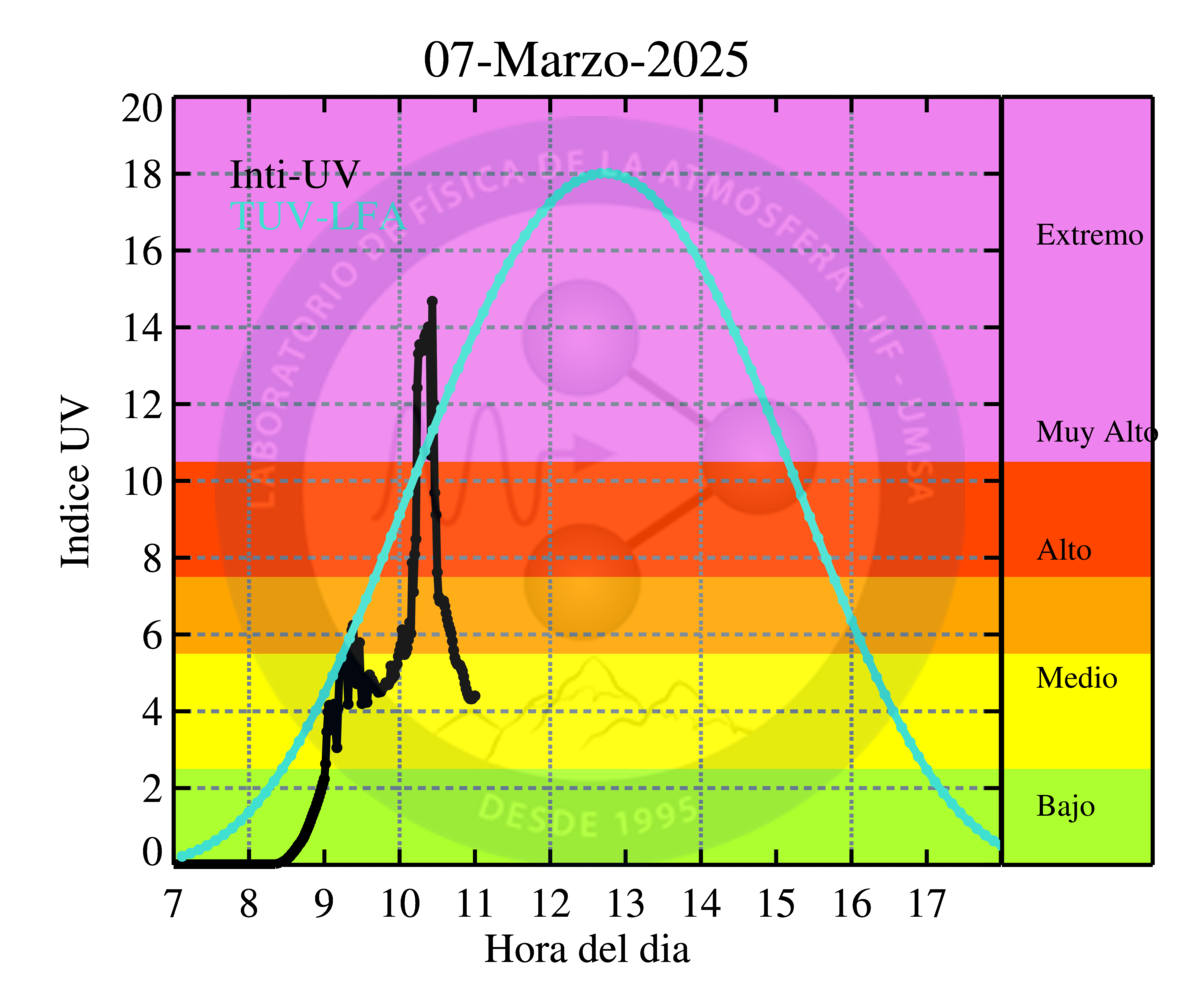 07-Marzo-2025
Inti-UV
TUV-LFA
LABORATORIO DE FÍSICA DE LA ATMÓSFERA - IIF - UMSA
DESDE 1995
Indice UV
20
18
16
14
12
10
8
6
4
2
0
Extremo
Muy Alto
Alto
Medio
Bajo
7 8 9 10 11 12 13 14 15 16 17
Hora del dia